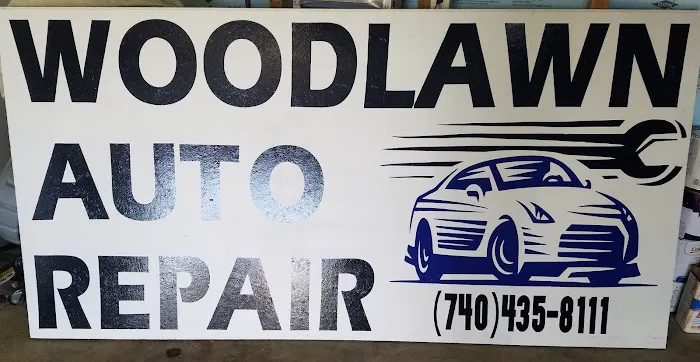 WOODLAWN
AUTO
REPAIR
(740)435-8111